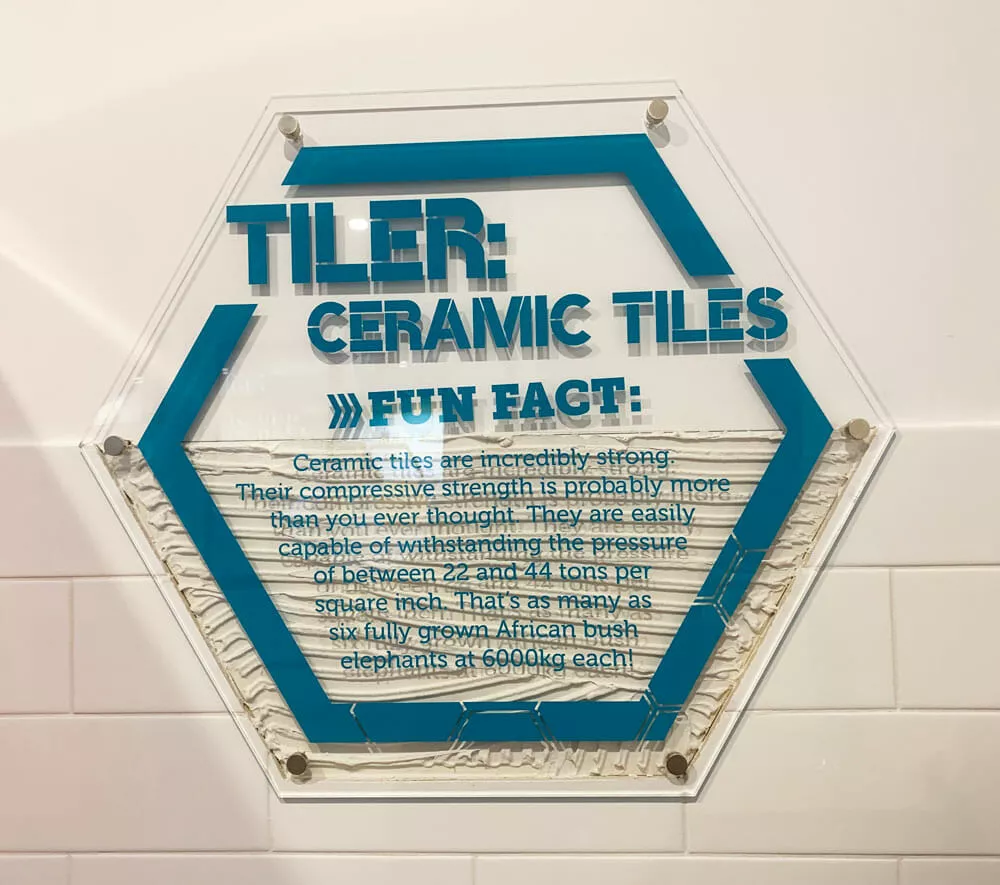 TILER:
CERAMIC TILES
FUN FACT:
Ceramic tiles are incredibly strong.
Their compressive strength is probably more
than you ever thought. They are easily
capable of withstanding the pressure
of between 22 and 44 tons per
square inch. That's as many as
six fully grown African bush
elephants at 6000kg each!